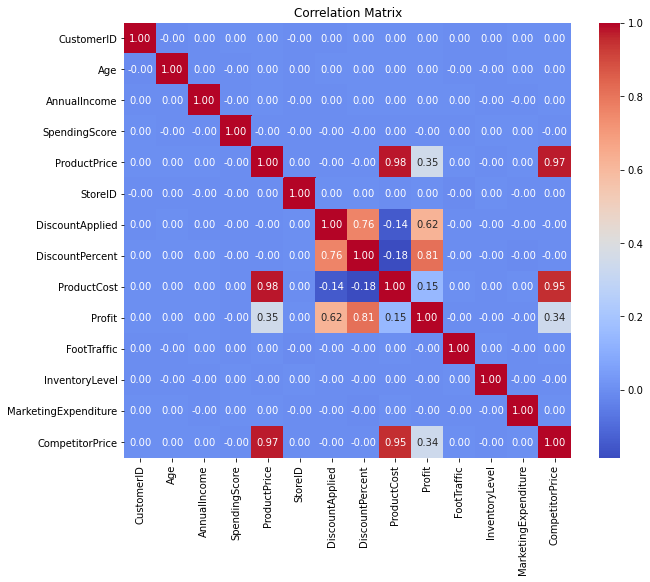 Correlation Matrix
CustomerID 1.00 -0.00 0.00 0.00 0.00 -0.00 0.00 0.00 0.00 0.00 0.00 0.00 -0.00 0.00
Age -0.00 1.00 0.00 -0.00 0.00 0.00 0.00 0.00 0.00 0.00 -0.00 -0.00 -0.00 0.00
AnnualIncome 0.00 0.00 1.00 -0.00 0.00 -0.00 0.00 0.00 0.00 0.00 -0.00 0.00 -0.00 0.00
SpendingScore 0.00 -0.00 -0.00 1.00 -0.00 -0.00 -0.00 -0.00 -0.00 -0.00 0.00 -0.00 0.00 -0.00
ProductPrice 0.00 0.00 0.00 -0.00 1.00 0.00 -0.00 -0.00 0.98 0.35 -0.00 -0.00 0.00 0.97
StoreID -0.00 0.00 -0.00 -0.00 0.00 1.00 0.00 0.00 0.00 0.00 0.00 0.00 0.00 0.00
DiscountApplied 0.00 0.00 0.00 -0.00 -0.00 0.00 1.00 0.76 -0.14 0.62 -0.00 -0.00 -0.00 -0.00
DiscountPercent 0.00 0.00 0.00 -0.00 -0.00 0.00 0.76 1.00 -0.18 0.81 -0.00 -0.00 -0.00 -0.00
ProductCost 0.00 0.00 0.00 -0.00 0.98 0.00 -0.14 -0.18 1.00 0.15 0.00 0.00 0.00 0.95
Profit 0.00 0.00 0.00 -0.00 0.35 0.00 0.62 0.81 0.15 1.00 -0.00 -0.00 -0.00 0.34
FootTraffic 0.00 -0.00 -0.00 0.00 -0.00 0.00 -0.00 -0.00 0.00 -0.00 1.00 0.00 -0.00 0.00
InventoryLevel 0.00 -0.00 0.00 -0.00 -0.00 0.00 -0.00 -0.00 0.00 -0.00 0.00 1.00 -0.00 -0.00
MarketingExpenditure -0.00 -0.00 -0.00 0.00 0.00 0.00 -0.00 -0.00 0.00 -0.00 -0.00 -0.00 1.00 0.00
CompetitorPrice 0.00 0.00 0.00 -0.00 0.97 0.00 -0.00 -0.00 0.95 0.34 0.00 -0.00 0.00 1.00
CustomerID
Age
AnnualIncome
SpendingScore
ProductPrice
StoreID
DiscountApplied
DiscountPercent
ProductCost
Profit
FootTraffic
InventoryLevel
MarketingExpenditure
CompetitorPrice
1.0
0.8
0.6
0.4
0.2
0.0